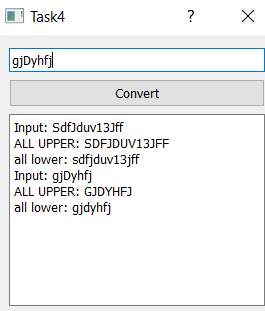 Task4
?
gjDyhfj
Convert
Input: SdfJduv13Jff
ALL UPPER: SDFJDUV13JFF
all lower: sdfjduv13jff
Input: gjDyhfj
ALL UPPER: GJDYHFJ
all lower: gjdyhfj